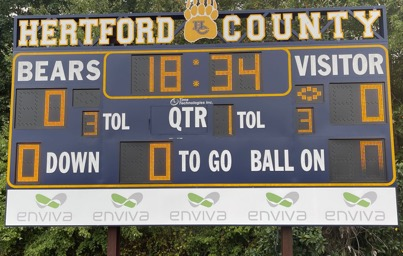 HERTFORD COUNTY
BEARS 18:34 VISITOR
0 3 TOL QTR 1 TOL 3 0
0 DOWN 0 TO GO BALL ON
enviva enviva enviva enviva enviva